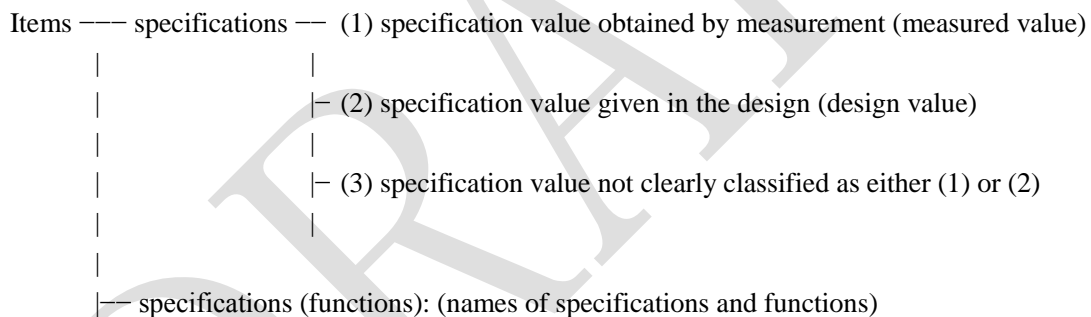 Items −−− specifications −− (1) specification value obtained by measurement (measured value)
| |
| |− (2) specification value given in the design (design value)
| |
| |− (3) specification value not clearly classified as either (1) or (2)
| |
|
|−− specifications (functions): (names of specifications and functions)